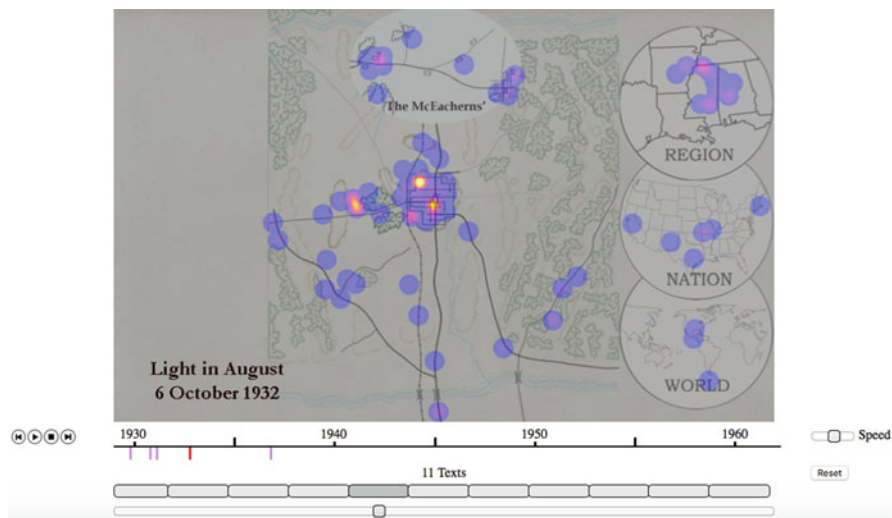 The McEacherns'
REGION
NATION
WORLD
Light in August
6 October 1932
1930 1940 1950 1960
Speed
11 Texts
Reset